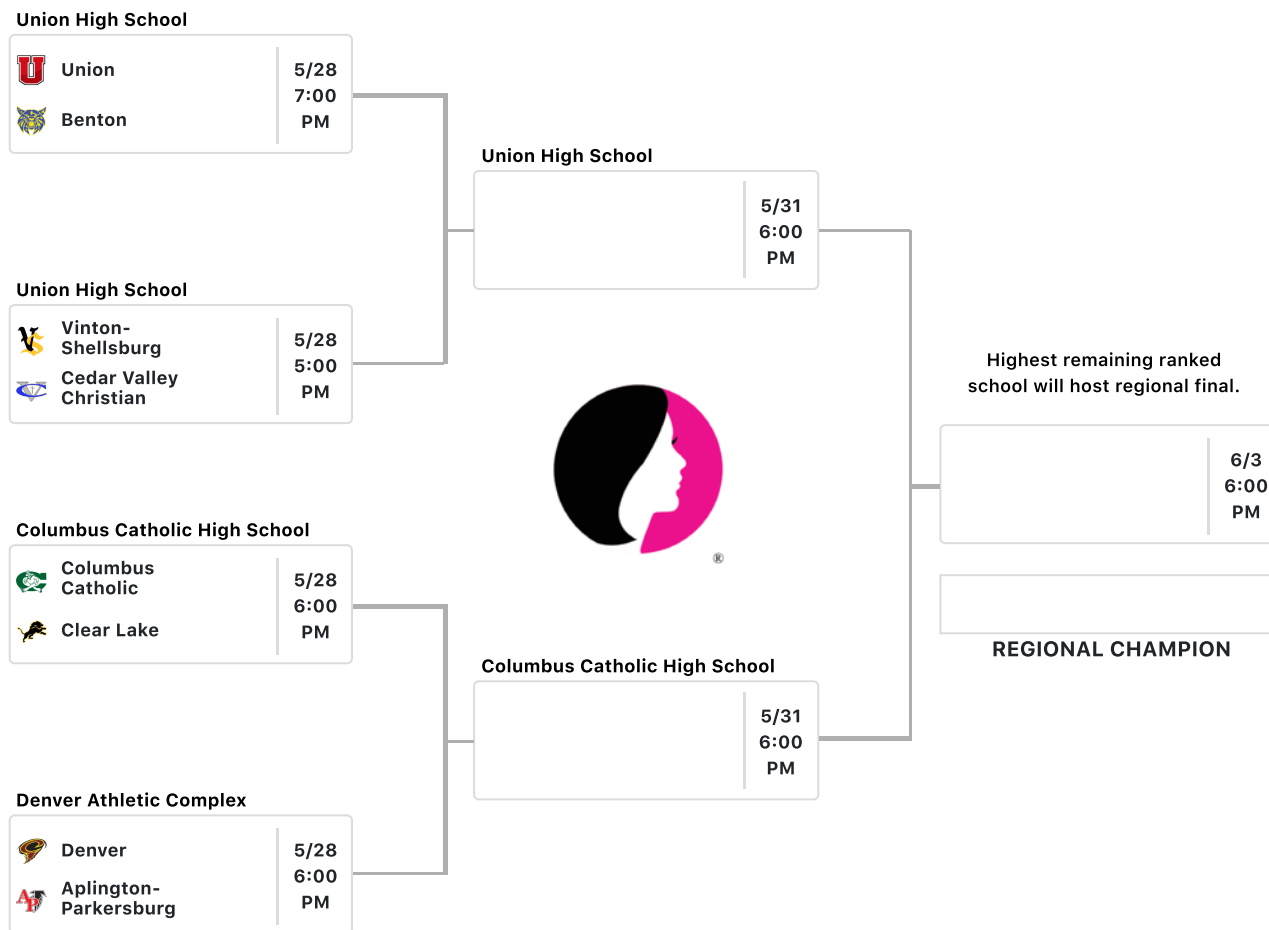 Union High School
Union
Benton
5/28
7:00
PM
Union High School
Vinton-
Shellsburg
Cedar Valley
Christian
5/28
5:00
PM
Columbus Catholic High School
Columbus
Catholic
Clear Lake
5/28
6:00
PM
Denver Athletic Complex
Denver
Aplington-
Parkersburg
5/28
6:00
PM
Union High School
5/31
6:00
PM
®
Columbus Catholic High School
5/31
6:00
PM
Highest remaining ranked
school will host regional final.
6/3
6:00
PM
REGIONAL CHAMPION